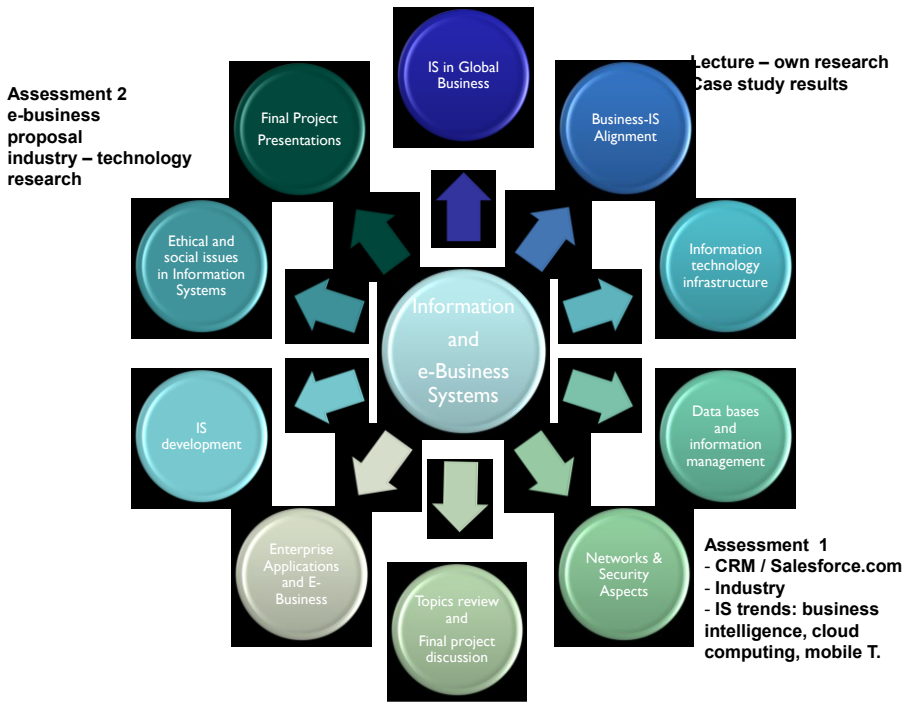 IS in Global
Business
Lecture – own research
Case study results
Business-IS
Alignment
Information
technology
infrastructure
Data bases
and
information
management
Assessment  1
- CRM / Salesforce.com
- Industry
- IS trends: business
intelligence, cloud
computing, mobile T.
Networks &
Security
Aspects
Topics review
and
Final project
discussion
Enterprise
Applications
and E-
Business
IS
development
Ethical and
social issues
in Information
Systems
Assessment 2
e-business
proposal
industry – technology
research
Final Project
Presentations
Information
and
e-Business
Systems